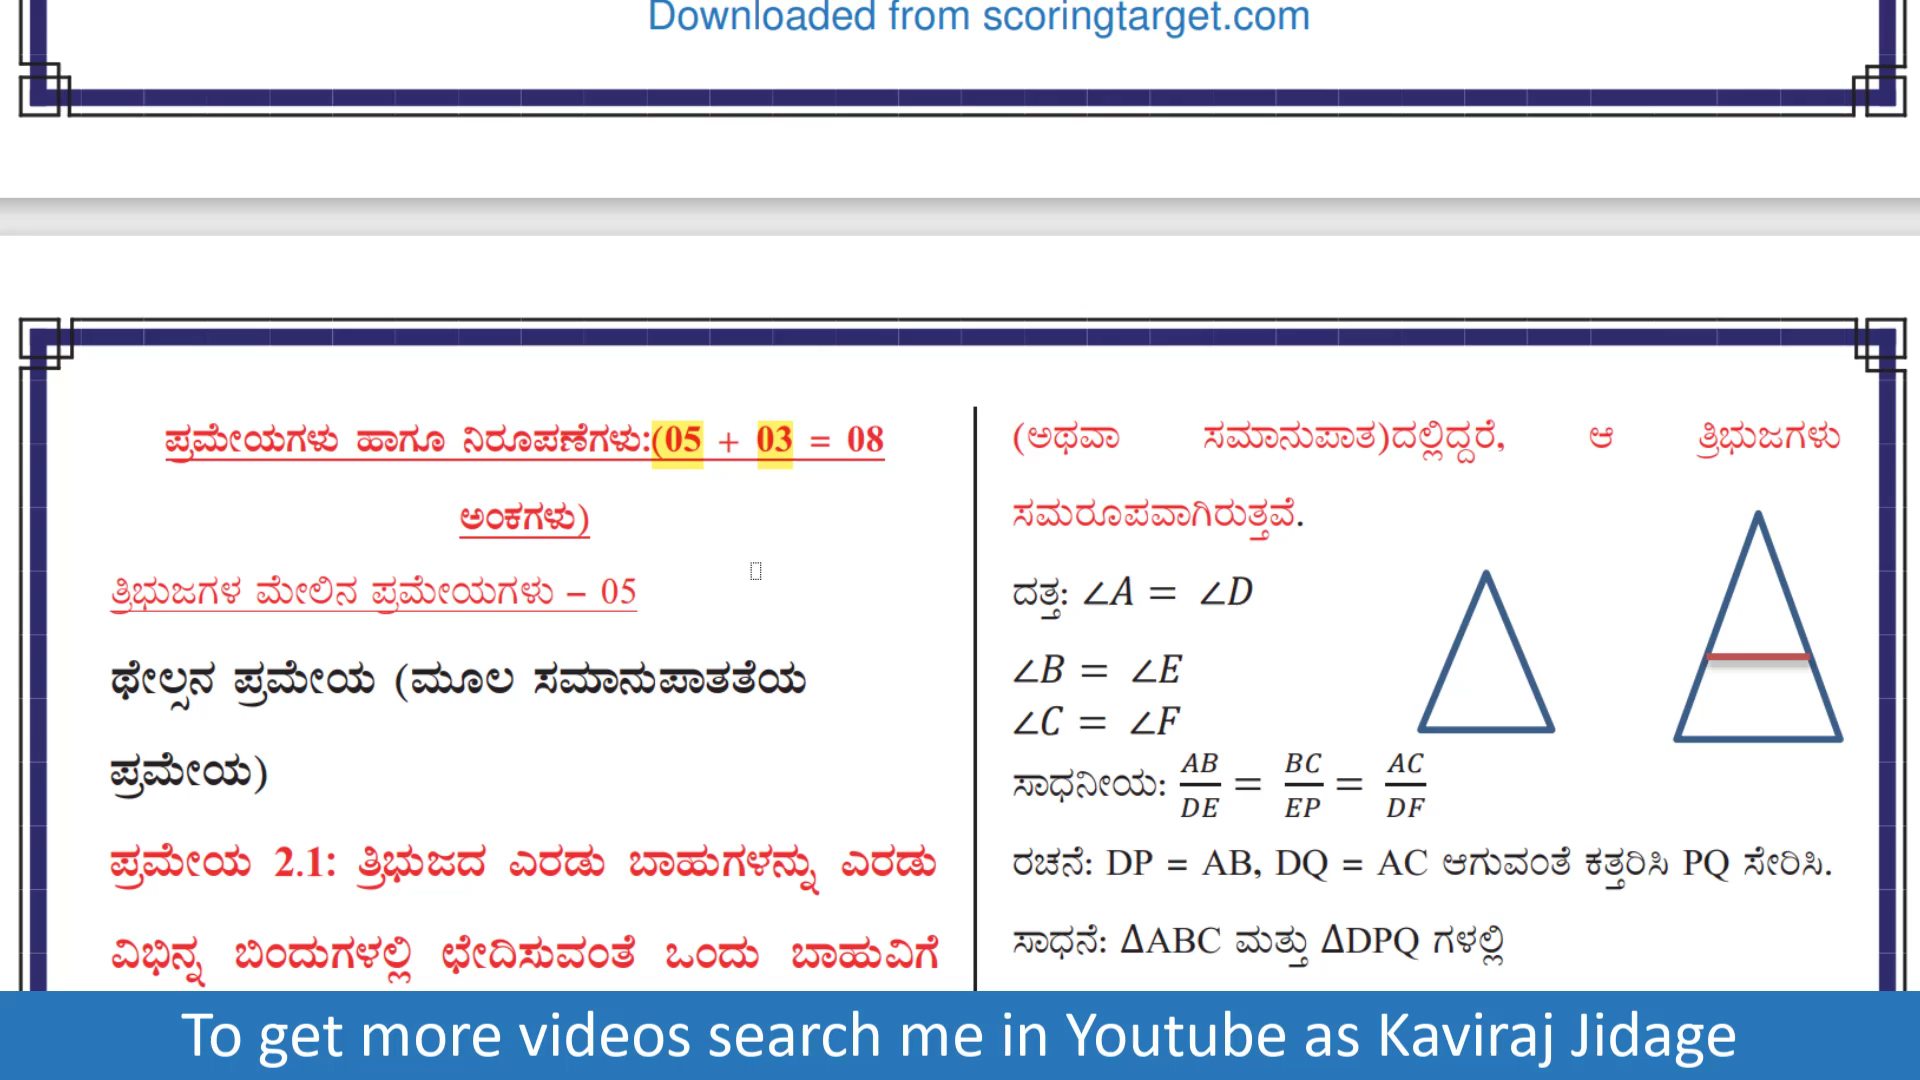 Downloaded from scoringtarget.com
ಪ್ರಮೇಯಗಳು ಹಾಗೂ ನಿರೂಪಣೆಗಳು:(05 + 03 = 08
ಅಂಕಗಳು)
ತ್ರಿಭುಜಗಳ ಮೇಲಿನ ಪ್ರಮೇಯಗಳು – 05
ಥೇಲ್ಸನ ಪ್ರಮೇಯ (ಮೂಲ ಸಮಾನುಪಾತತೆಯ
ಪ್ರಮೇಯ)
ಪ್ರಮೇಯ 2.1: ತ್ರಿಭುಜದ ಎರಡು ಬಾಹುಗಳನ್ನು ಎರಡು
ವಿಭಿನ್ನ ಬಿಂದುಗಳಲ್ಲಿ ಛೇದಿಸುವಂತೆ ಒಂದು ಬಾಹುವಿಗೆ
(ಅಥವಾ ಸಮಾನುಪಾತ)ದಲ್ಲಿದ್ದರೆ, ಆ ತ್ರಿಭುಜಗಳು
ಸಮರೂಪವಾಗಿರುತ್ತವೆ.
ದತ್ತ: ∠A = ∠D
∠B = ∠E
∠C = ∠F
ಸಾಧನೀಯ: AB/DE = BC/EP = AC/DF
ರಚನೆ: DP = AB, DQ = AC ಆಗುವಂತೆ ಕತ್ತರಿಸಿ PQ ಸೇರಿಸಿ.
ಸಾಧನೆ: ΔABC ಮತ್ತು ΔDPQ ಗಳಲ್ಲಿ
To get more videos search me in Youtube as Kaviraj Jidage